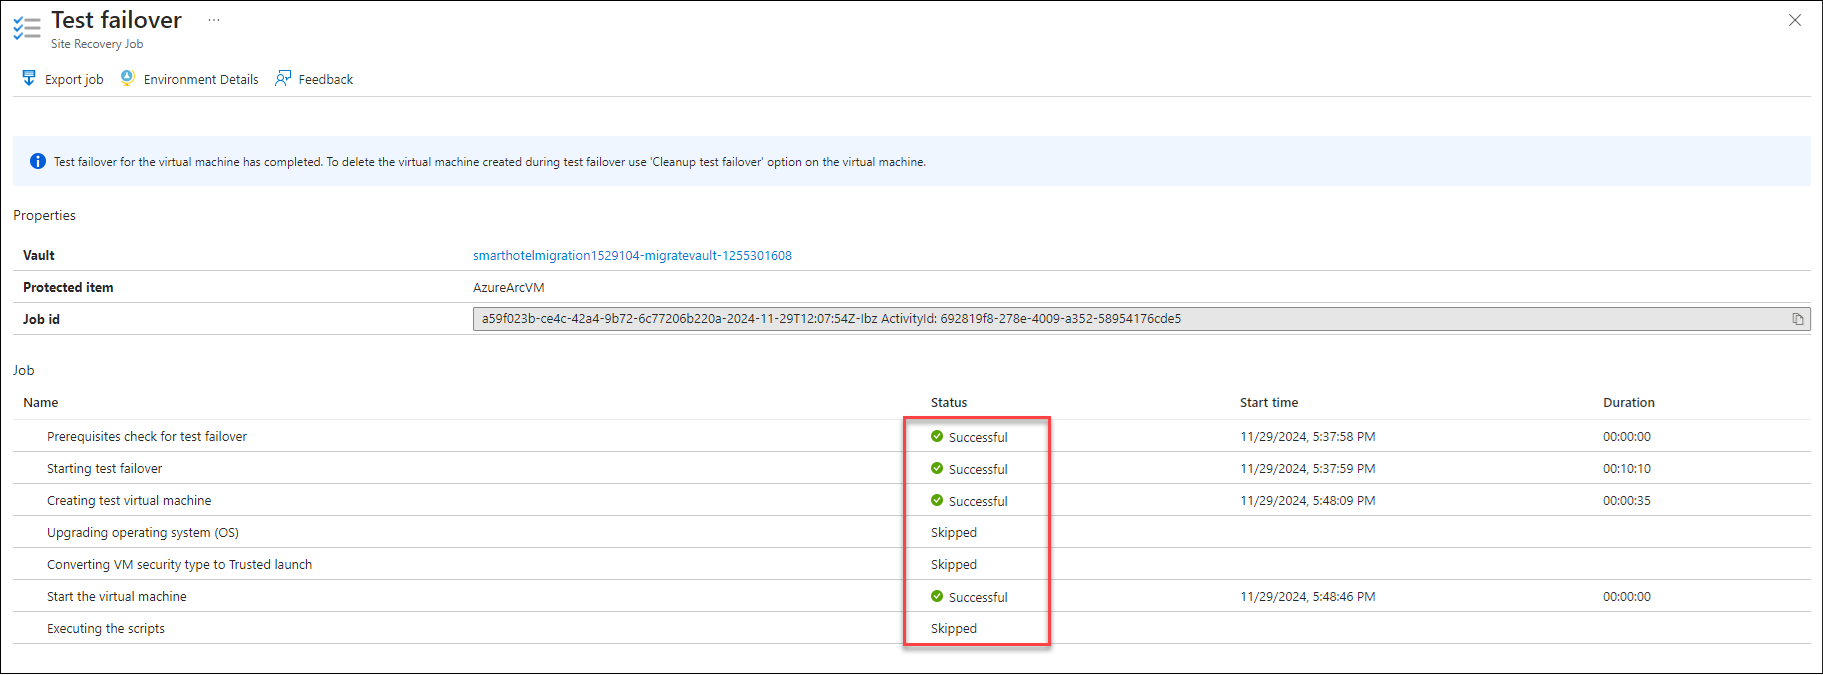 Test failover ...
Site Recovery Job
Export job Environment Details Feedback
Test failover for the virtual machine has completed. To delete the virtual machine created during test failover use 'Cleanup test failover' option on the virtual machine.
Properties
Vault smarthotelmigration1529104-migratevault-1255301608
Protected item AzureArcVM
Job id a59f023b-ce4c-42a4-9b72-6c77206b220a-2024-11-29T12:07:54Z-Ibz ActivityId: 692819f8-278e-4009-a352-58954176cde5
Job
Name Status Start time Duration
Prerequisites check for test failover Successful 11/29/2024, 5:37:58 PM 00:00:00
Starting test failover Successful 11/29/2024, 5:37:59 PM 00:10:10
Creating test virtual machine Successful 11/29/2024, 5:48:09 PM 00:00:35
Upgrading operating system (OS) Skipped
Converting VM security type to Trusted launch Skipped
Start the virtual machine Successful 11/29/2024, 5:48:46 PM 00:00:00
Executing the scripts Skipped